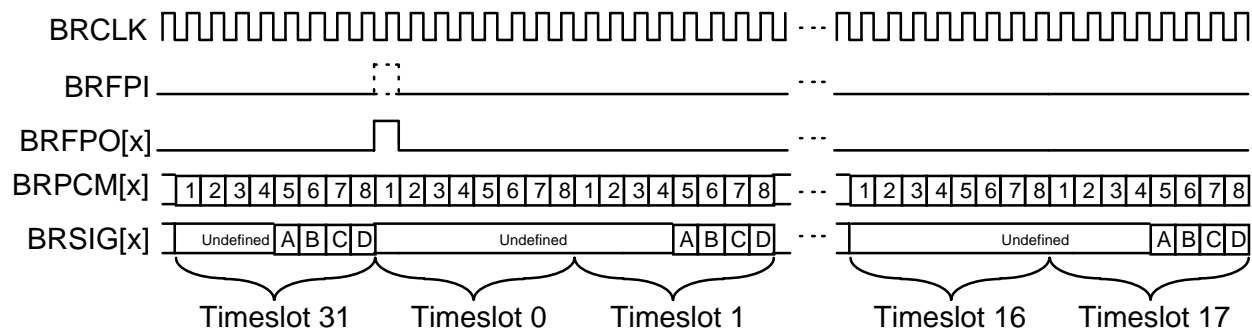 BRCLK ...
BRFPI ...
BRFPO[x] ...
BRPCM[x] 1 2 3 4 5 6 7 8 1 2 3 4 5 6 7 8 1 2 3 4 5 6 7 8 ... 1 2 3 4 5 6 7 8 1 2 3 4 5 6 7 8
BRSIG[x] Undefined A B C D Undefined A B C D ... Undefined A B C D
Timeslot 31 Timeslot 0 Timeslot 1 Timeslot 16 Timeslot 17